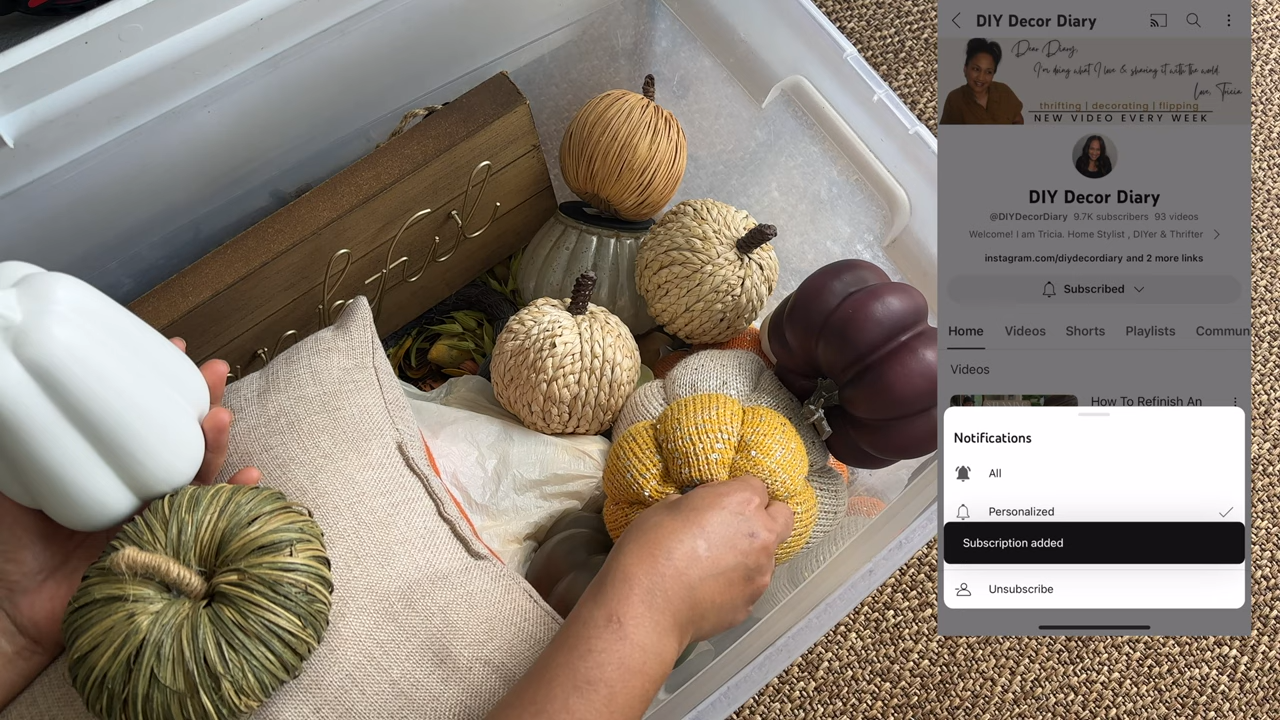 DIY Decor Diary
Dear Diary,
I'm doing what I love & sharing it with the world.
Love, Tricia
thrifting | decorating | flipping
NEW VIDEO EVERY WEEK
DIY Decor Diary
@DIYDecorDiary 9.7K subscribers 93 videos
Welcome! I am Tricia. Home Stylist , DIYer & Thrifter
instagram.com/diydecordiary and 2 more links
Subscribed
Home Videos Shorts Playlists Commun
Videos
How To Refinish An
Notifications
All
Personalized
Subscription added
Unsubscribe